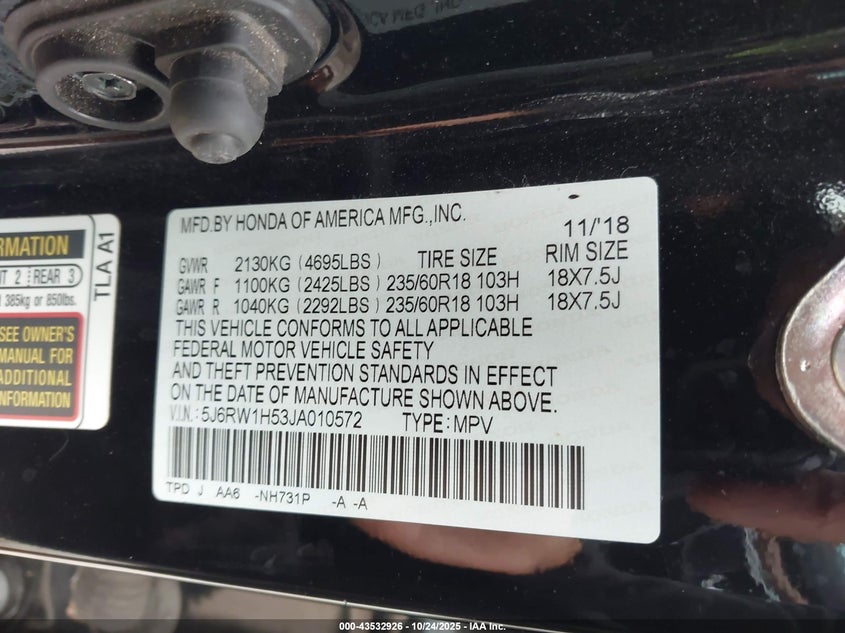 MFD.BY HONDA OF AMERICA MFG.,INC.
11/'18
GVWR 2130KG (4695LBS) TIRE SIZE RIM SIZE
GAWR F 1100KG (2425LBS) 235/60R18 103H 18X7.5J
GAWR R 1040KG (2292LBS) 235/60R18 103H 18X7.5J
THIS VEHICLE CONFORMS TO ALL APPLICABLE
FEDERAL MOTOR VEHICLE SAFETY
AND THEFT PREVENTION STANDARDS IN EFFECT
ON THE DATE OF MANUFACTURE SHOWN ABOVE.
V.I.N.: 5J6RW1H53JA010572 TYPE: MPV
TPD J AA6 -NH731P -A -A
2 REAR 3
385kg or 850lbs.
TLA A1
SEE OWNER'S
MANUAL FOR
ADDITIONAL
INFORMATION
000-43532926 - 10/24/2025 - IAA Inc.